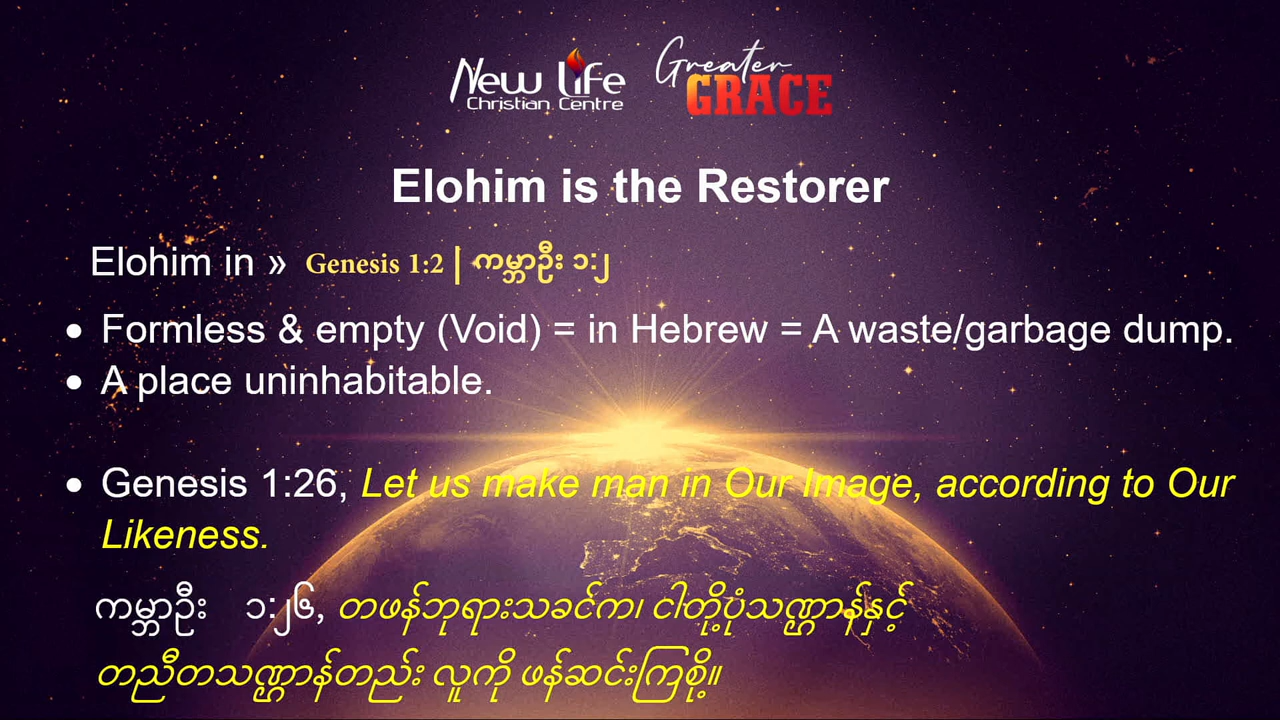 New Life
Christian Centre
Greater
GRACE
Elohim is the Restorer
Elohim in » Genesis 1:2 | ကမ္ဘာဦး ၁:၂
• Formless & empty (Void) = in Hebrew = A waste/garbage dump.
• A place uninhabitable.
• Genesis 1:26, Let us make man in Our Image, according to Our
Likeness.
ကမ္ဘာဦး ၁:၂၆, တဖန်ဘုရားသခင်က၊ ငါတို့ပုံသဏ္ဌာန်နှင့်
တညီတသဏ္ဌာန်တည်း လူကို ဖန်ဆင်းကြစို့။